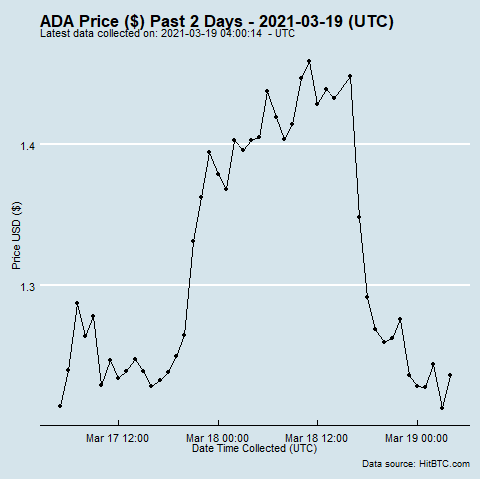 ADA Price ($) Past 2 Days - 2021-03-19 (UTC)
Latest data collected on: 2021-03-19 04:00:14  - UTC
1.4
Price USD ($)
1.3
Mar 17 12:00
Mar 18 00:00
Mar 18 12:00
Mar 19 00:00
Date Time Collected (UTC)
Data source: HitBTC.com